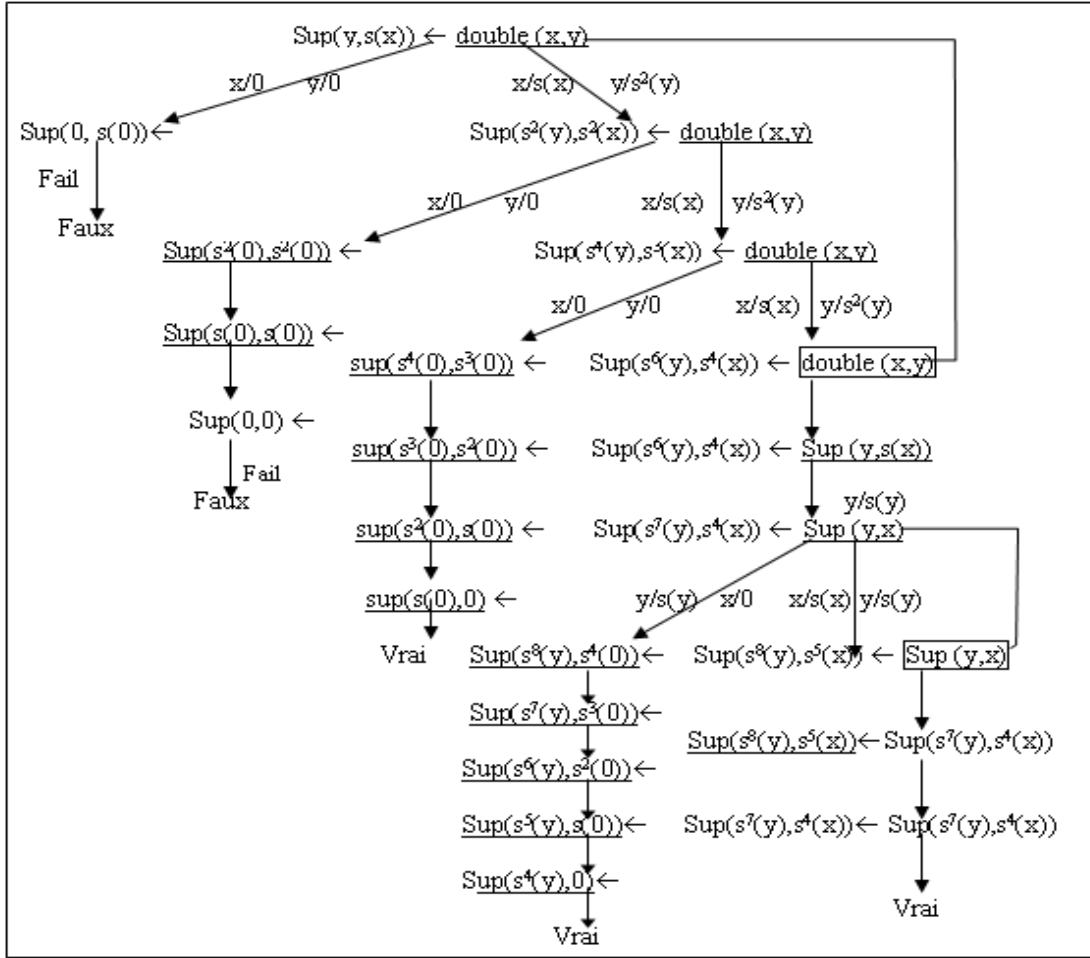 Sup(y,s(x)) ← double (x,y)
x/0 y/0 x/s(x) y/s²(y)
Sup(0, s(0))← Sup(s²(y),s²(x)) ← double (x,y)
Fail
x/0 y/0 x/s(x) y/s²(y)
Faux
Sup(s²(0),s²(0)) ← Sup(s⁴(y),s³(x)) ← double (x,y)
x/0 y/0 x/s(x) y/s²(y)
Sup(s(0),s(0)) ←
sup(s⁴(0),s³(0)) ← Sup(s⁶(y),s⁴(x)) ← double (x,y)
Sup(0,0) ←
sup(s³(0),s²(0)) ← Sup(s⁶(y),s⁴(x)) ← Sup (y,s(x))
Fail
Faux
y/s(y)
sup(s²(0),s(0)) ← Sup(s⁷(y),s⁴(x)) ← Sup (y,x)
sup(s(0),0) ← y/s(y) x/0 x/s(x) y/s(y)
Vrai
Sup(s⁸(y),s⁴(0))← Sup(s⁸(y),s⁵(x)) ← Sup (y,x)
Sup(s⁷(y),s³(0))←
Sup(s⁸(y),s⁵(x))← Sup(s⁷(y),s⁴(x))
Sup(s⁶(y),s²(0))←
Sup(s⁵(y),s(0))← Sup(s⁷(y),s⁴(x))← Sup(s⁷(y),s⁴(x))
Sup(s⁴(y),0)←
Vrai
Vrai